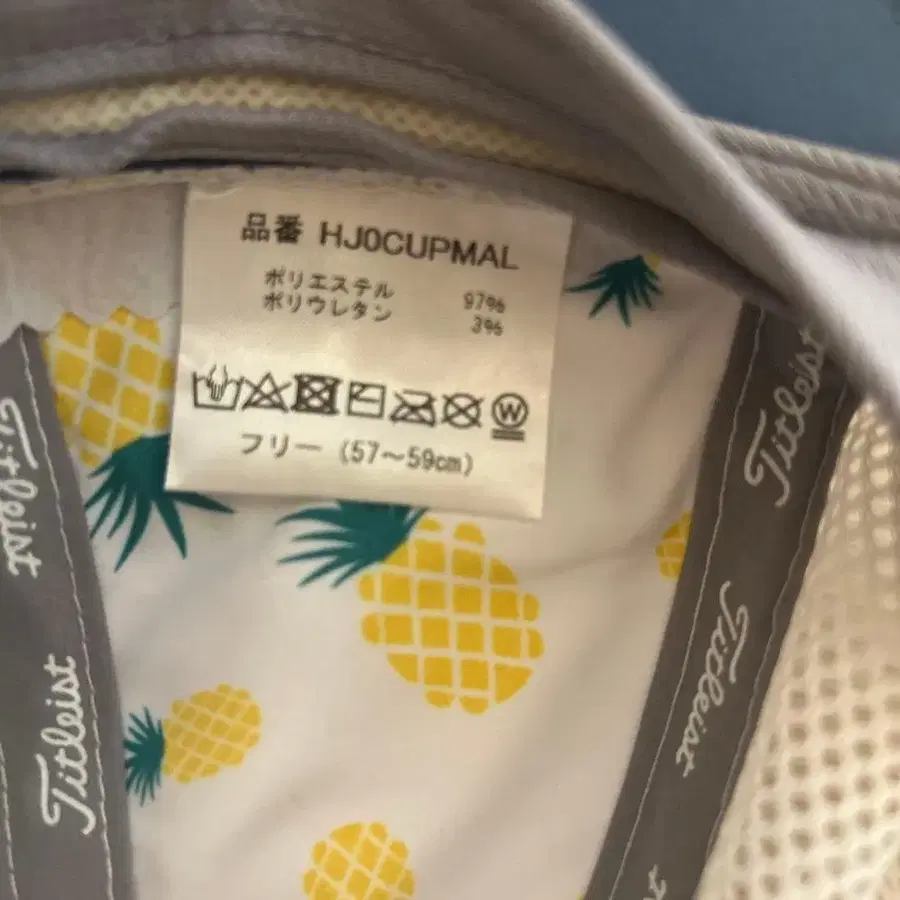 品番 HJ0CUPMAL
ポリエステル 97%
ポリウレタン 3%
W
フリー (57～59cm)
Titleist
Titleist
Titleist
Titleist